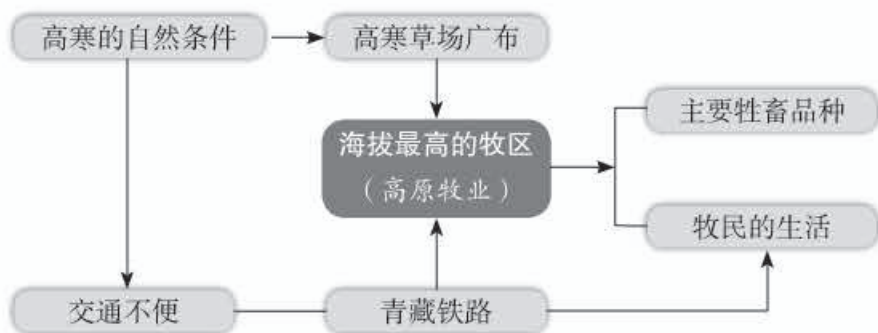 高寒的自然条件
高寒草场广布
主要牲畜品种
海拔最高的牧区
（高原牧业）
牧民的生活
交通不便
青藏铁路